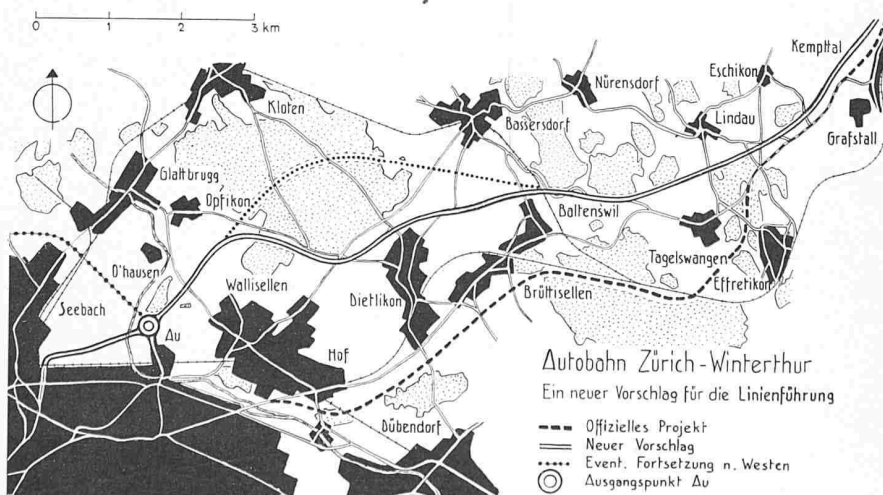 0 1 2 3 km
Kempttal
Eschikon
Nürensdorf
Kloten
Lindau
Bassersdorf
Grafstall
Glattbrugg
Opfikon
Baltenswil
O'hausen
Tagelswangen
Wallisellen
Effretikon
Dietlikon
Brüttisellen
Seebach
Au
Hof
Dübendorf
Autobahn Zürich-Winterthur
Ein neuer Vorschlag für die Linienführung
Offizielles Projekt
Neuer Vorschlag
Event. Fortsetzung n. Westen
Ausgangspunkt Au